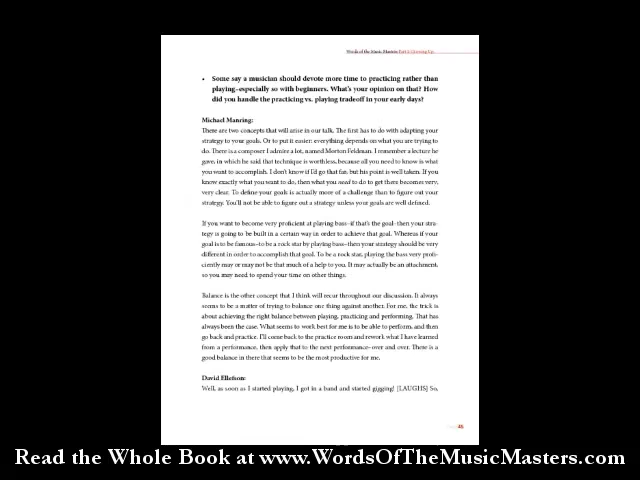 Words of the Music Masters Part 1: Growing Up
• Some say a musician should devote more time to practicing rather than
playing–especially so with beginners. What's your opinion on that? How
did you handle the practicing vs. playing tradeoff in your early days?
Michael Manring:
There are two concepts that will arise in our talk. The first has to do with adapting your
strategy to your goals. Or to put it easier: everything depends on what you are trying to
do. There is a composer I admire a lot, named Morton Feldman. I remember a lecture he
gave, in which he said that technique is worthless, because all you need to know is what
you want to accomplish. I don't know if I'd go that far, but his point is well taken. If you
know exactly what you want to do, then what you need to do to get there becomes very,
very clear. To define your goals is actually more of a challenge than to figure out your
strategy. You'll not be able to figure out a strategy unless your goals are well defined.
If you want to become very proficient at playing bass–if that's the goal–then your stra-
tegy is going to be built in a certain way in order to achieve that goal. Whereas if your
goal is to be famous–to be a rock star by playing bass–then your strategy should be very
different in order to accomplish that goal. To be a rock star, playing the bass very profi-
ciently may or may not be that much of a help to you. It may actually be an attachment,
so you may need to spend your time on other things.
Balance is the other concept that I think will recur throughout our discussion. It always
seems to be a matter of trying to balance one thing against another. For me, the trick is
about achieving the right balance between playing, practicing and performing. That has
always been the case. What seems to work best for me is to be able to perform, and then
go back and practice. I'll come back to the practice room and rework what I have learned
from a performance, then apply that to the next performance–over and over. There is a
good balance in there that seems to be the most productive for me.
David Ellefson:
Well, as soon as I started playing, I got in a band and started gigging! [LAUGHS] So,
Read the Whole Book at www.WordsOfTheMusicMasters.com